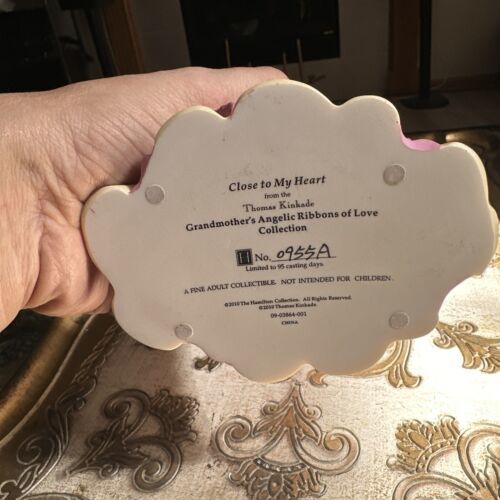 Close to My Heart
from the
Thomas Kinkade
Grandmother's Angelic Ribbons of Love
Collection
H No. 0955A
Limited to 95 casting days.
A FINE ADULT COLLECTIBLE. NOT INTENDED FOR CHILDREN.
©2010 The Hamilton Collection. All Rights Reserved.
©2010 Thomas Kinkade.
09-03864-001
CHINA